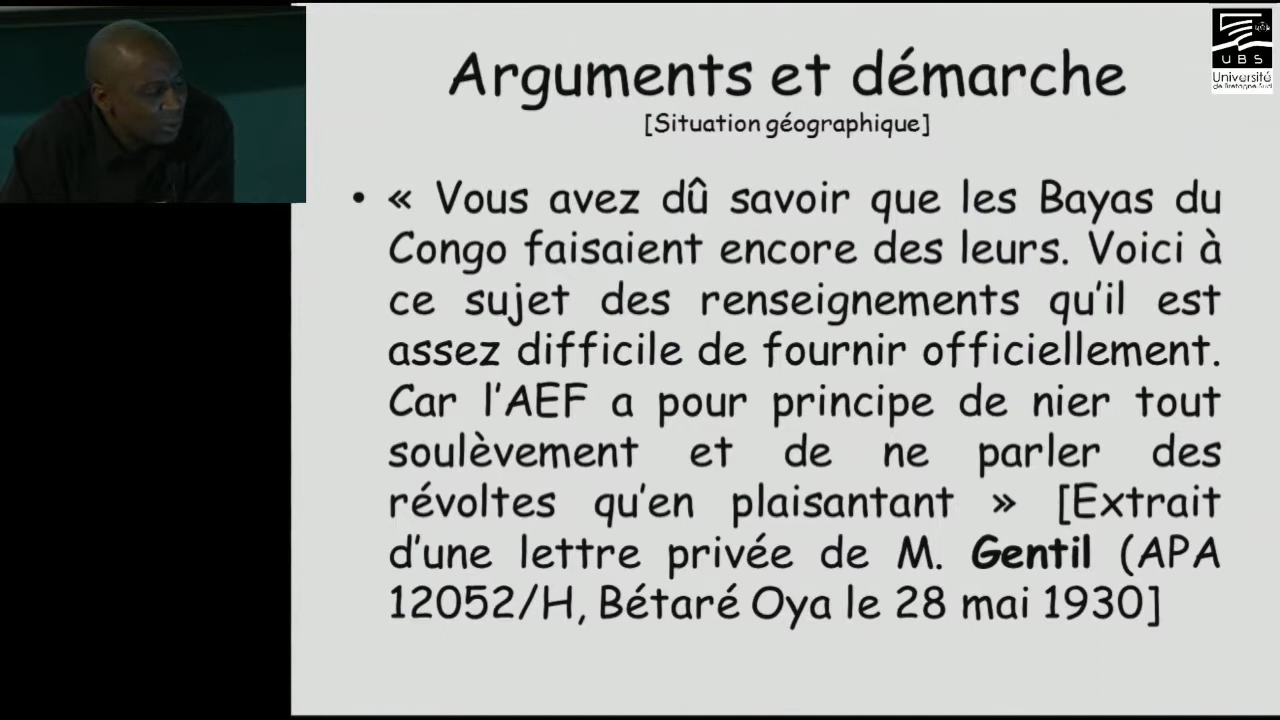 Arguments et démarche
[Situation géographique]
• « Vous avez dû savoir que les Bayas du
Congo faisaient encore des leurs. Voici à
ce sujet des renseignements qu'il est
assez difficile de fournir officiellement.
Car l'AEF a pour principe de nier tout
soulèvement et de ne parler des
révoltes qu'en plaisantant » [Extrait
d'une lettre privée de M. Gentil (APA
12052/H, Bétaré Oya le 28 mai 1930]
UBS
Université
de Bretagne Sud